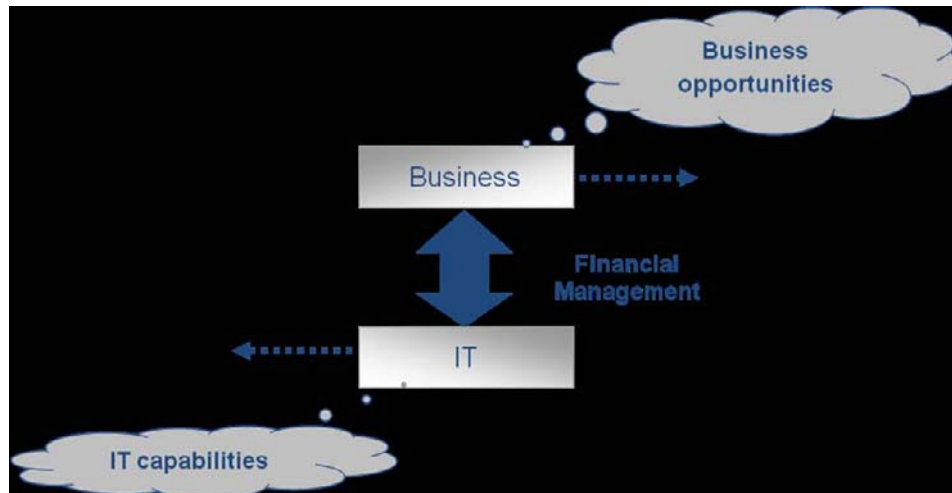 Business
opportunities
Business
Financial
Management
IT
IT capabilities